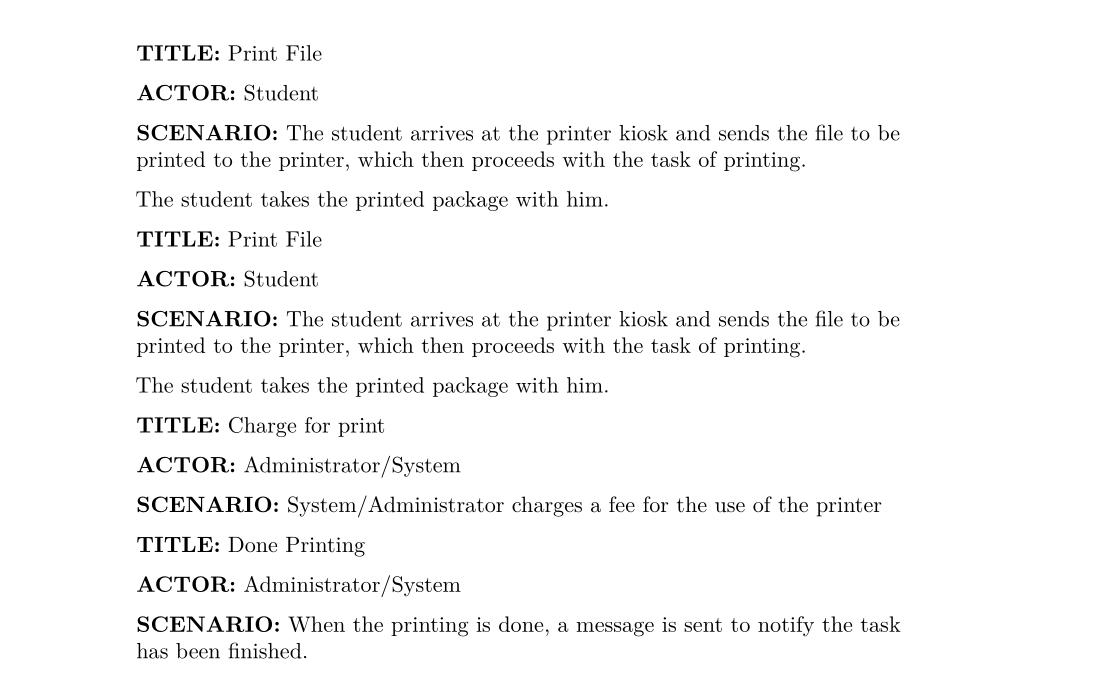 TITLE: Print File
ACTOR: Student
SCENARIO: The student arrives at the printer kiosk and sends the file to be
printed to the printer, which then proceeds with the task of printing.
The student takes the printed package with him.
TITLE: Print File
ACTOR: Student
SCENARIO: The student arrives at the printer kiosk and sends the file to be
printed to the printer, which then proceeds with the task of printing.
The student takes the printed package with him.
TITLE: Charge for print
ACTOR: Administrator/System
SCENARIO: System/Administrator charges a fee for the use of the printer
TITLE: Done Printing
ACTOR: Administrator/System
SCENARIO: When the printing is done, a message is sent to notify the task
has been finished.